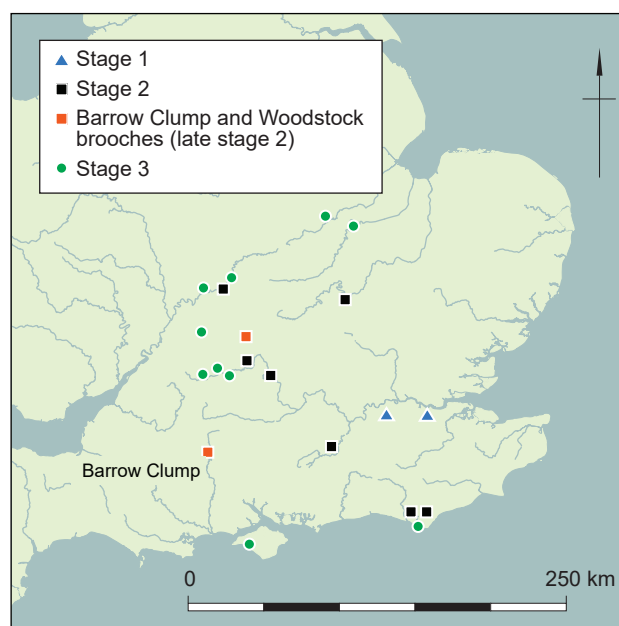 Stage 1
Stage 2
Barrow Clump and Woodstock
brooches (late stage 2)
Stage 3
Barrow Clump
0
250 km